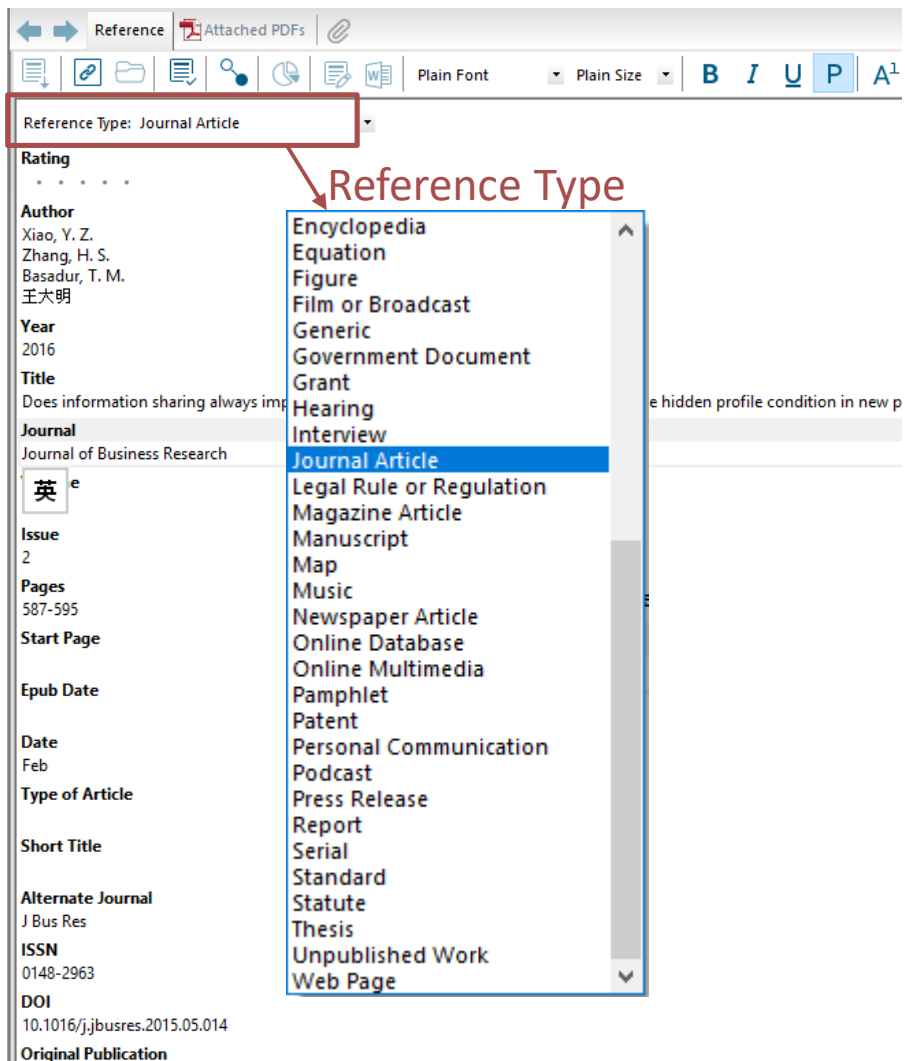 Reference Attached PDFs
Plain Font Plain Size B I U P A1
Reference Type: Journal Article
Rating
Reference Type
Author
Xiao, Y. Z.
Zhang, H. S.
Basadur, T. M.
王大明
Year
2016
Title
Does information sharing always imp
e hidden profile condition in new p
Journal
Journal of Business Research
英
e
Issue
2
Pages
587-595
Start Page
Epub Date
Date
Feb
Type of Article
Short Title
Alternate Journal
J Bus Res
ISSN
0148-2963
DOI
10.1016/j.jbusres.2015.05.014
Original Publication
Encyclopedia
Equation
Figure
Film or Broadcast
Generic
Government Document
Grant
Hearing
Interview
Journal Article
Legal Rule or Regulation
Magazine Article
Manuscript
Map
Music
Newspaper Article
Online Database
Online Multimedia
Pamphlet
Patent
Personal Communication
Podcast
Press Release
Report
Serial
Standard
Statute
Thesis
Unpublished Work
Web Page